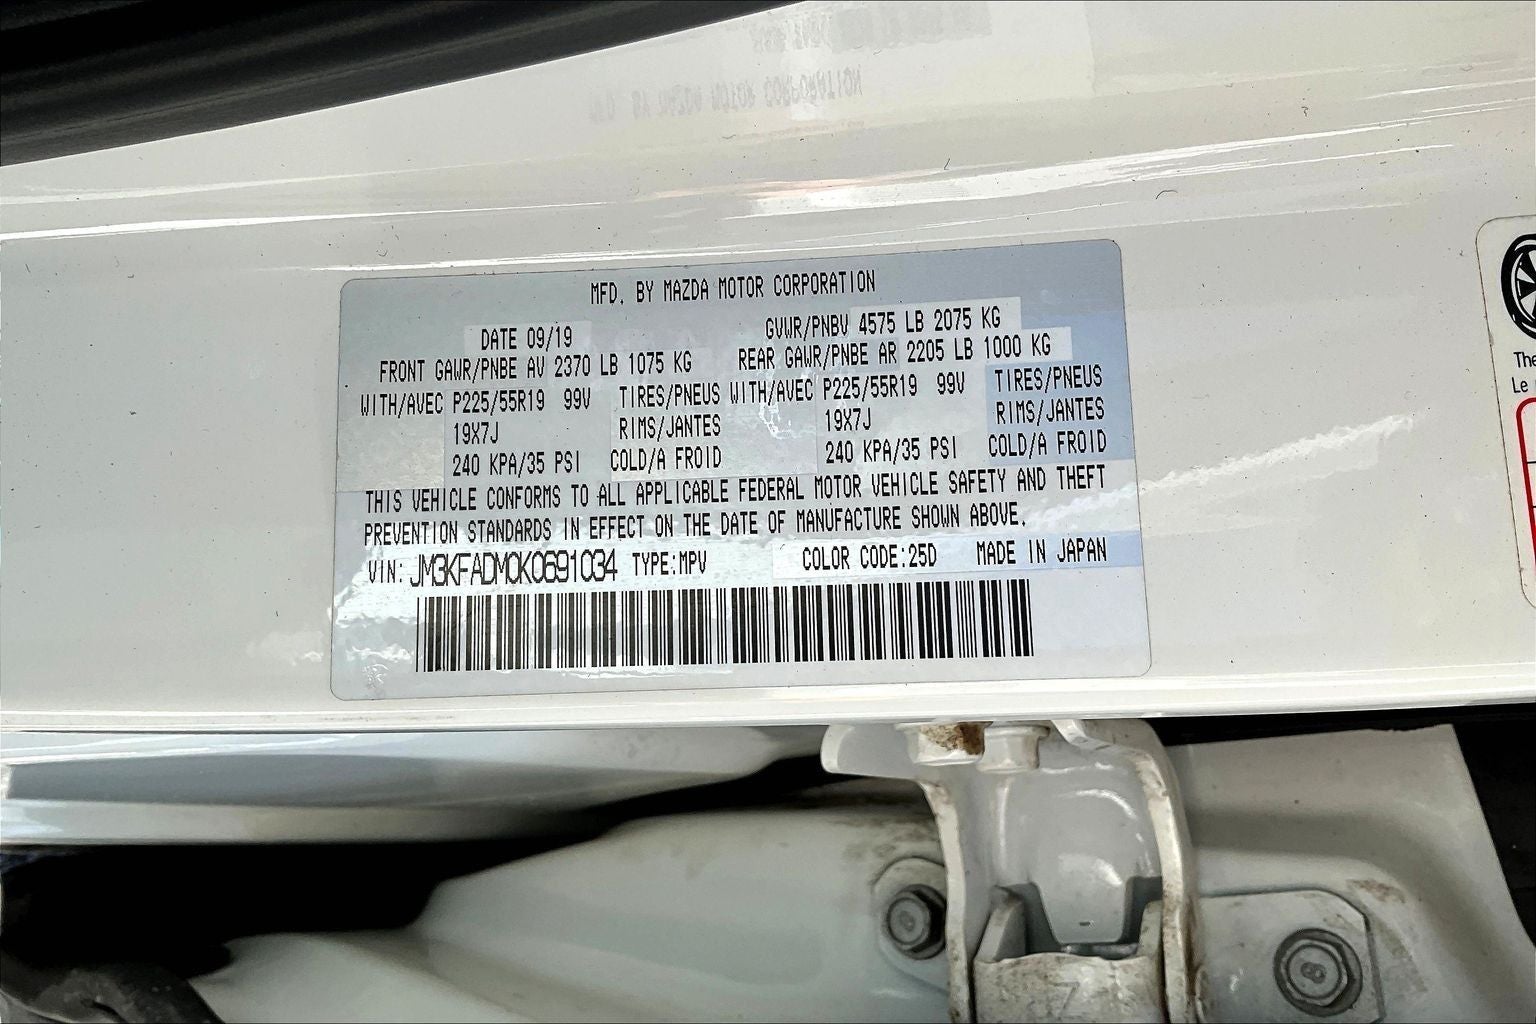 MFD. BY MAZDA MOTOR CORPORATION
DATE 09/19 GVWR/PNBV 4575 LB 2075 KG
FRONT GAWR/PNBE AV 2370 LB 1075 KG REAR GAWR/PNBE AR 2205 LB 1000 KG
WITH/AVEC P225/55R19 99V TIRES/PNEUS WITH/AVEC P225/55R19 99V TIRES/PNEUS
19X7J RIMS/JANTES 19X7J RIMS/JANTES
240 KPA/35 PSI COLD/A FROID 240 KPA/35 PSI COLD/A FROID
THIS VEHICLE CONFORMS TO ALL APPLICABLE FEDERAL MOTOR VEHICLE SAFETY AND THEFT
PREVENTION STANDARDS IN EFFECT ON THE DATE OF MANUFACTURE SHOWN ABOVE.
VIN: JM3KFADM0K0691034 TYPE:MPV COLOR CODE:25D MADE IN JAPAN
The
Le
8
7